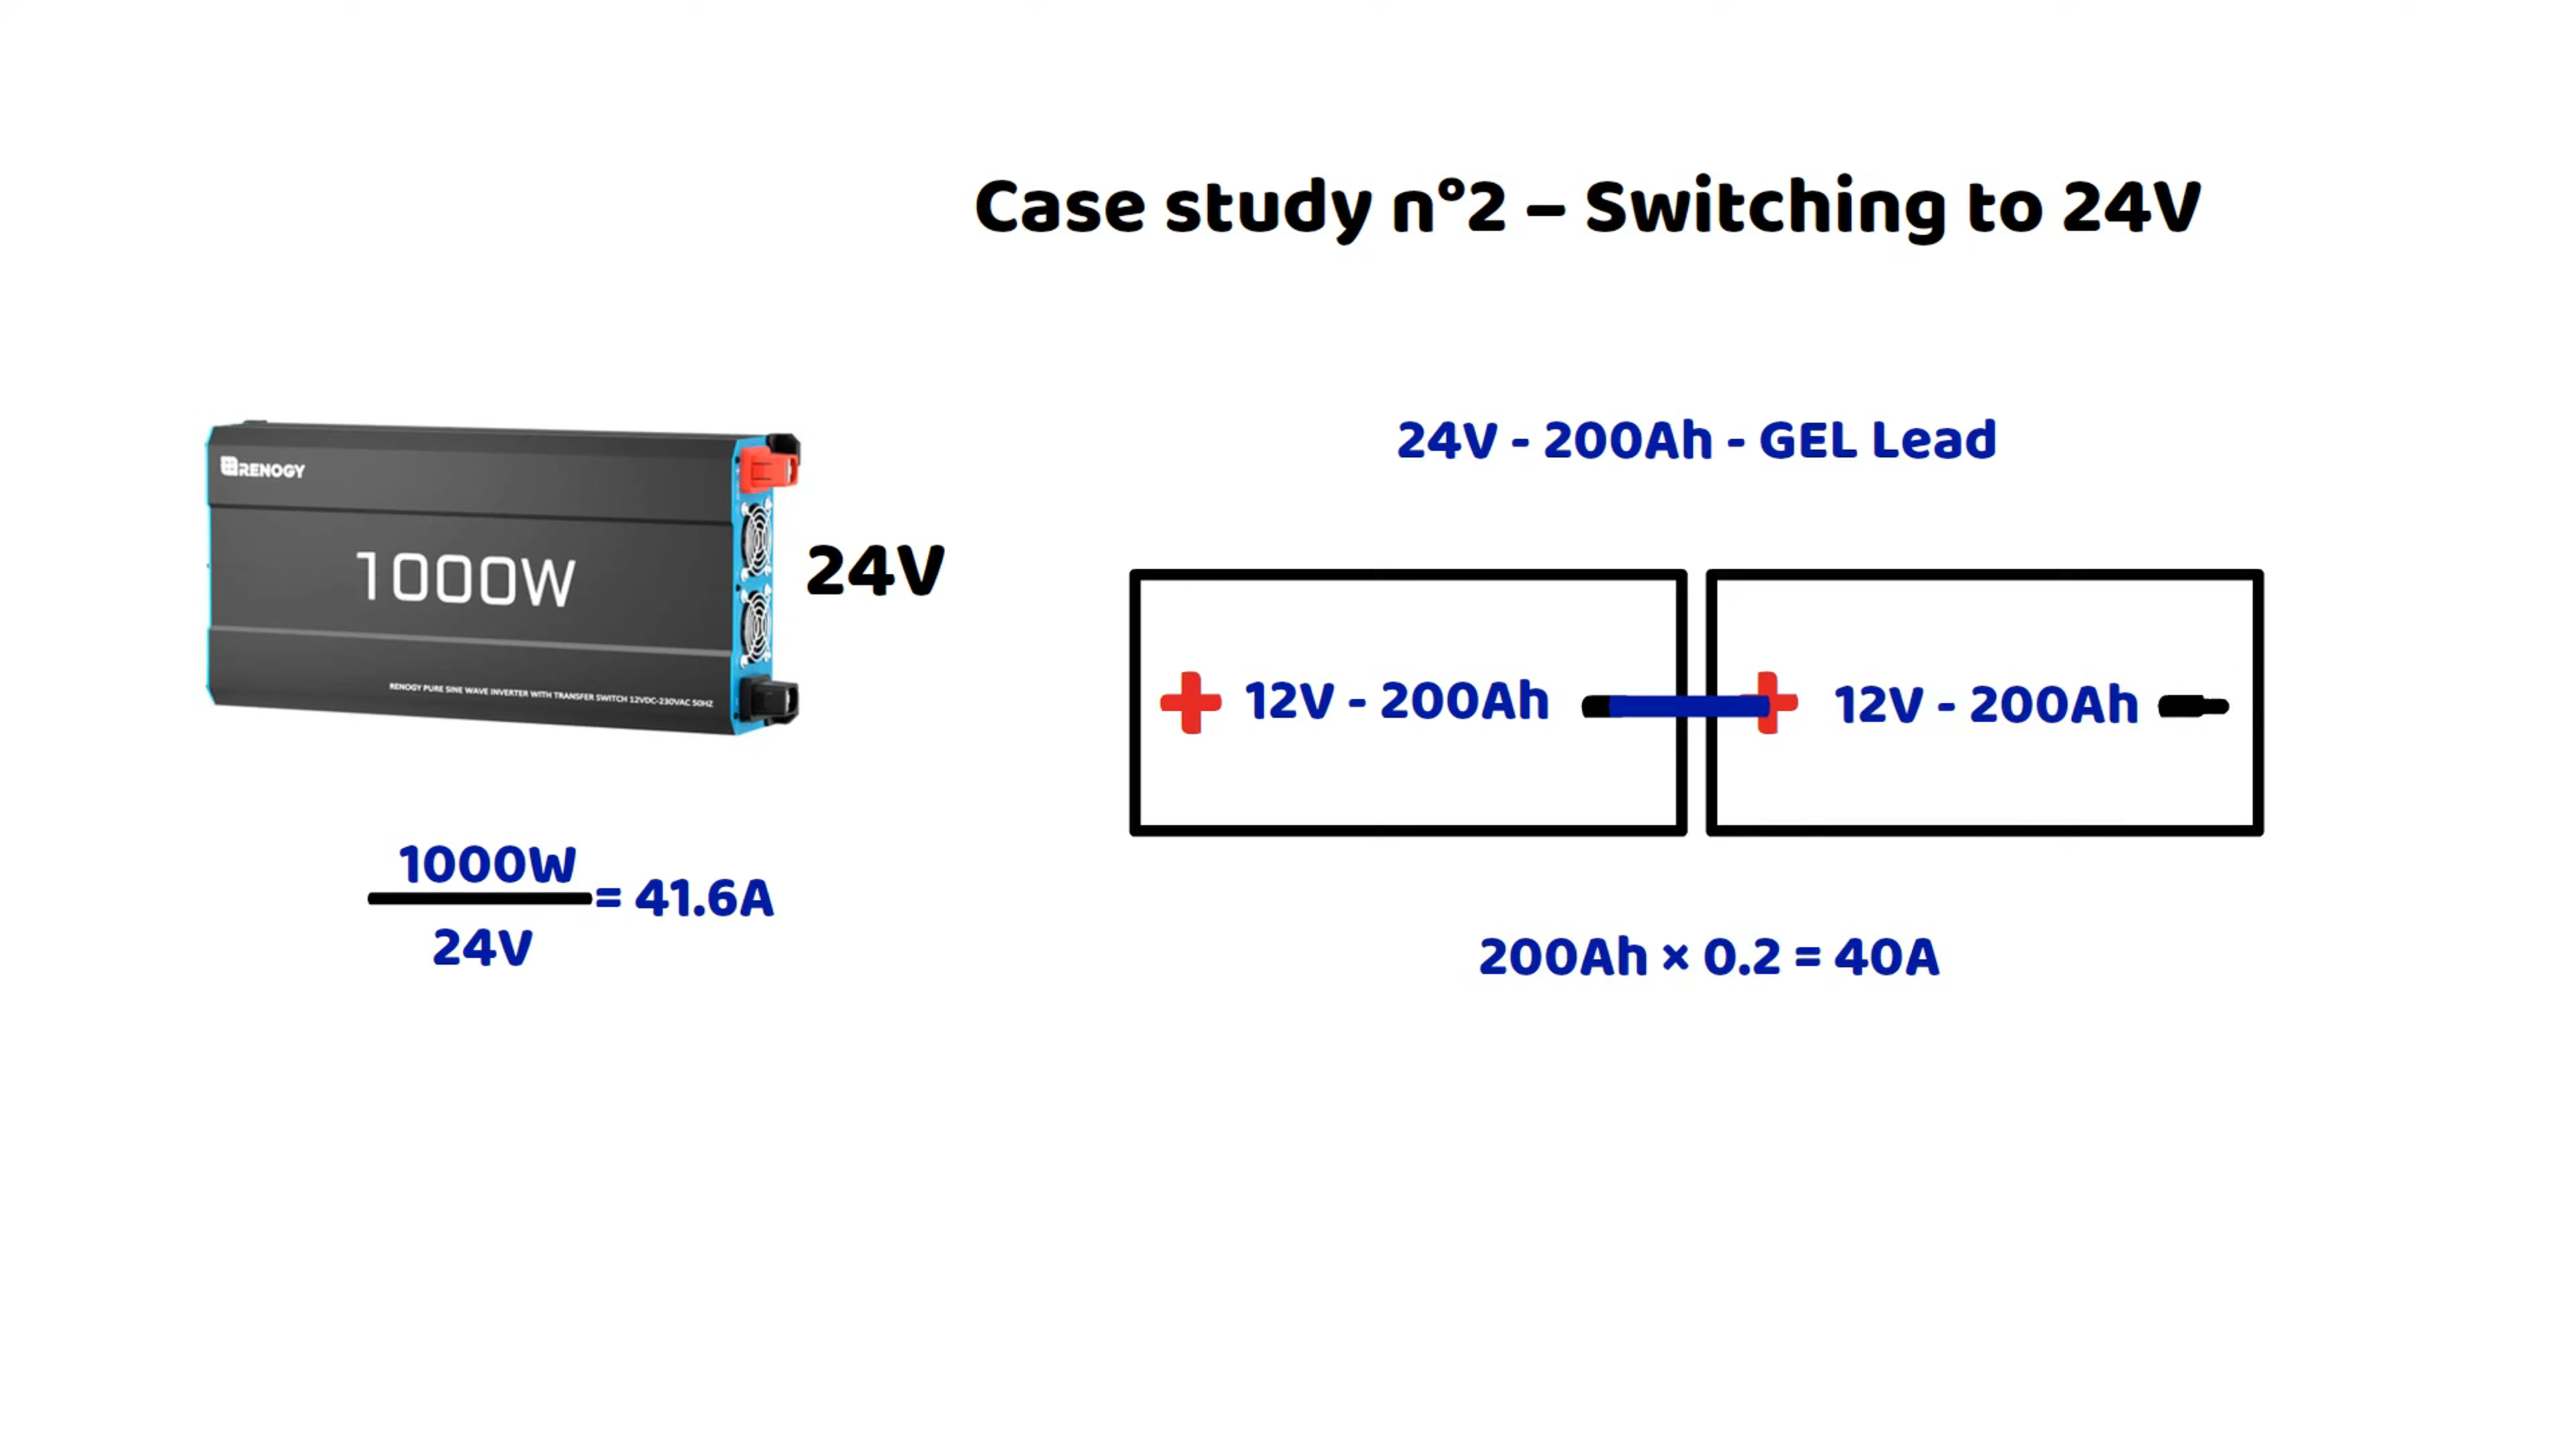 Case study n°2 – Switching to 24V
RENOGY
1000W
RENOGY PURE SINE WAVE INVERTER WITH TRANSFER SWITCH 12VDC-230VAC 50HZ
24V
1000W
24V
= 41.6A
24V - 200Ah - GEL Lead
+ 12V - 200Ah -
+ 12V - 200Ah -
200Ah × 0.2 = 40A